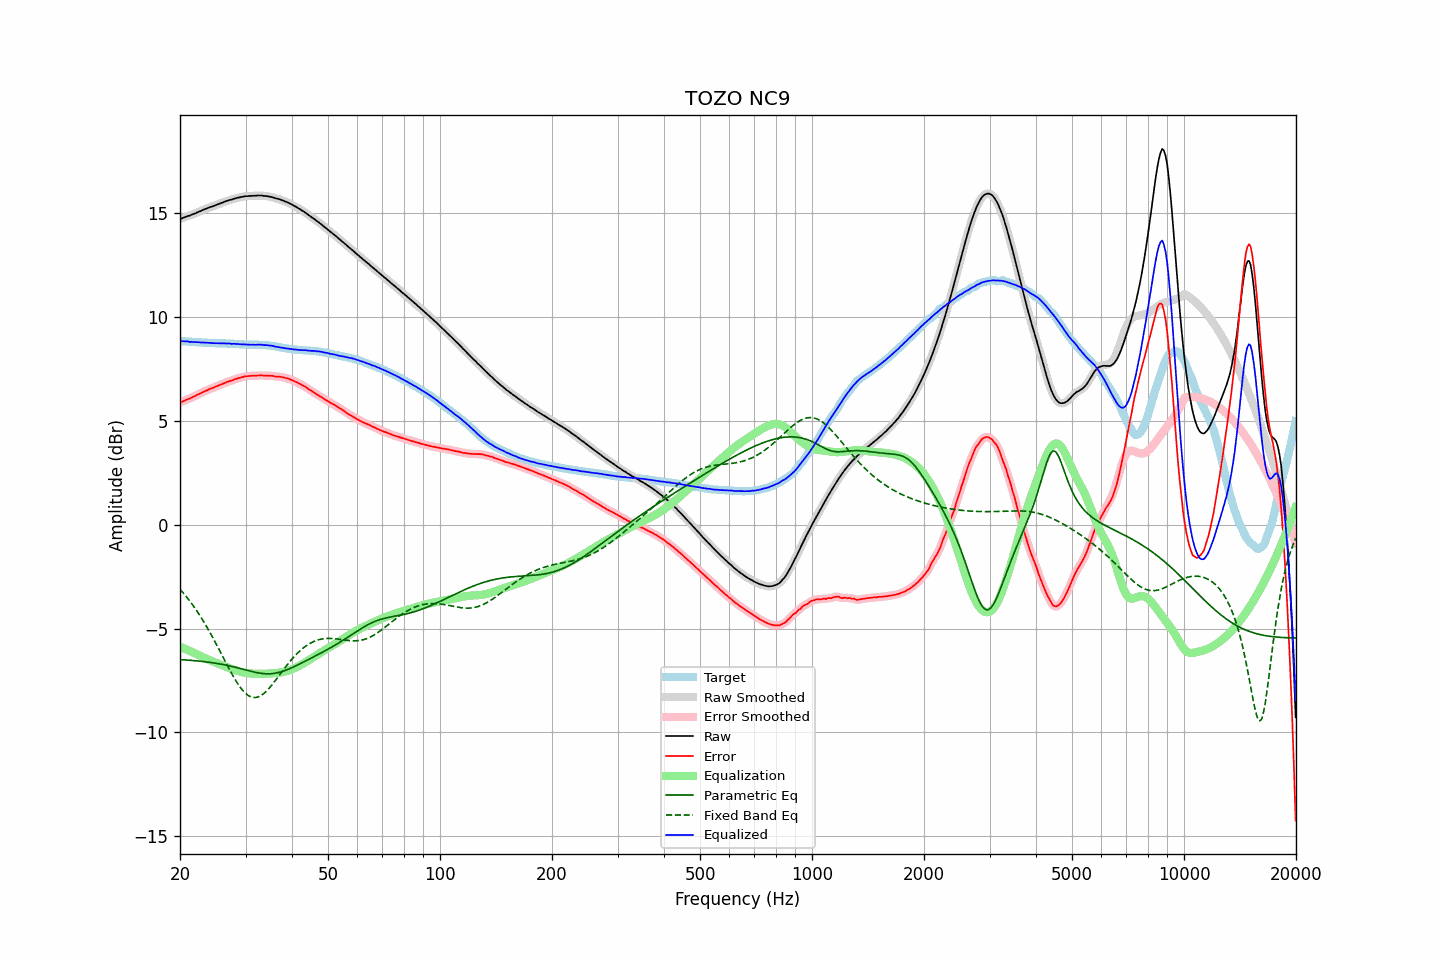 TOZO NC9
Amplitude (dBr)
15
10
5
0
−5
−10
−15
Target
Raw Smoothed
Error Smoothed
Raw
Error
Equalization
Parametric Eq
Fixed Band Eq
Equalized
20 50 100 200 500 1000 2000 5000 10000 20000
Frequency (Hz)